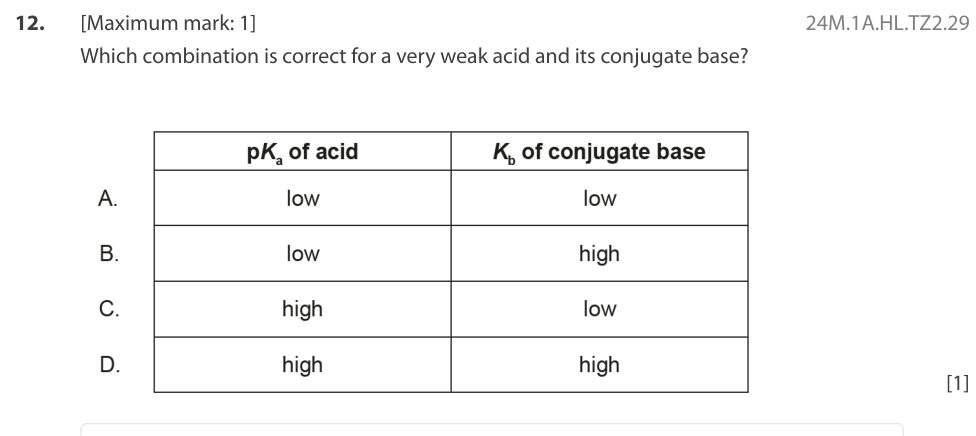 12. [Maximum mark: 1] 24M.1A.HL.TZ2.29
Which combination is correct for a very weak acid and its conjugate base?
pKₐ of acid K_b of conjugate base
A. low low
B. low high
C. high low
D. high high
[1]